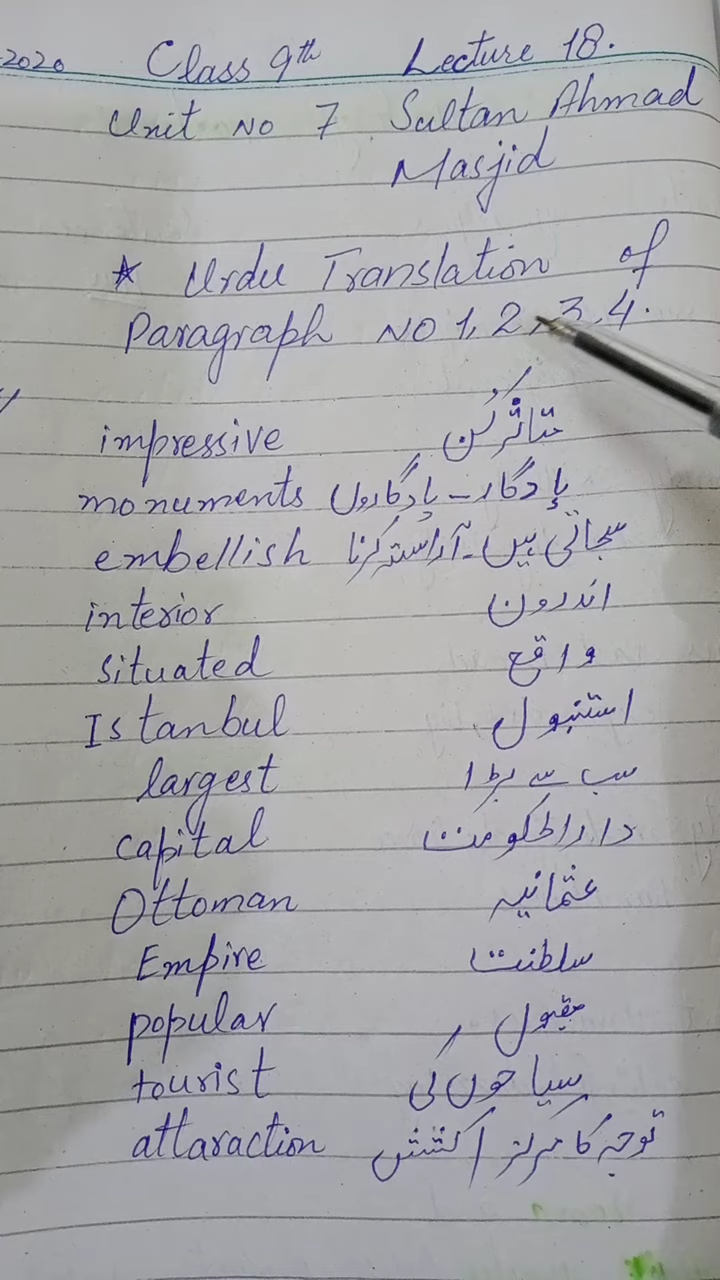 2020 Class 9th Lecture 18.
Unit No 7 Sultan Ahmad
Masjid
* Urdu Translation of
Paragraph No 1, 2, 3, 4.
impressive متاثر کُن
monuments یادگار - یادگاروں
embellish سجاتی ہیں - آراستہ کرنا
interior اندرون
situated واقع
Istanbul استنبول
largest سب سے بڑا
capital دارالحکومت
Ottoman عثمانیہ
Empire سلطنت
popular مقبول
tourist سیاحوں کی
attaraction توجہ کا مرکز / کشش